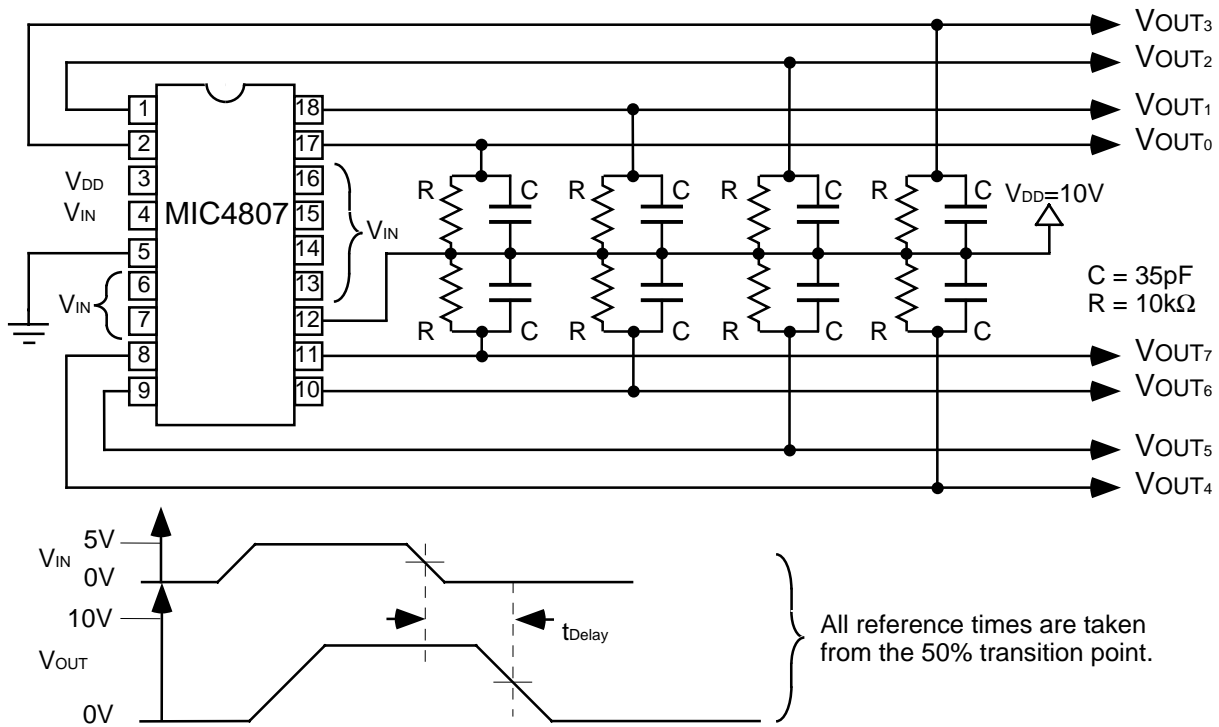 VOUT3
VOUT2
VOUT1
VOUT0
1 18
2 17
VDD 3 16
VIN 4 MIC4807 15 VIN
5 14
VIN 6 13
7 12
8 11
9 10
R C R C R C R C
VDD=10V
R C R C R C R C
C = 35pF
R = 10kΩ
VOUT7
VOUT6
VOUT5
VOUT4
VIN 5V
0V
10V
tDelay
VOUT
0V
All reference times are taken
from the 50% transition point.